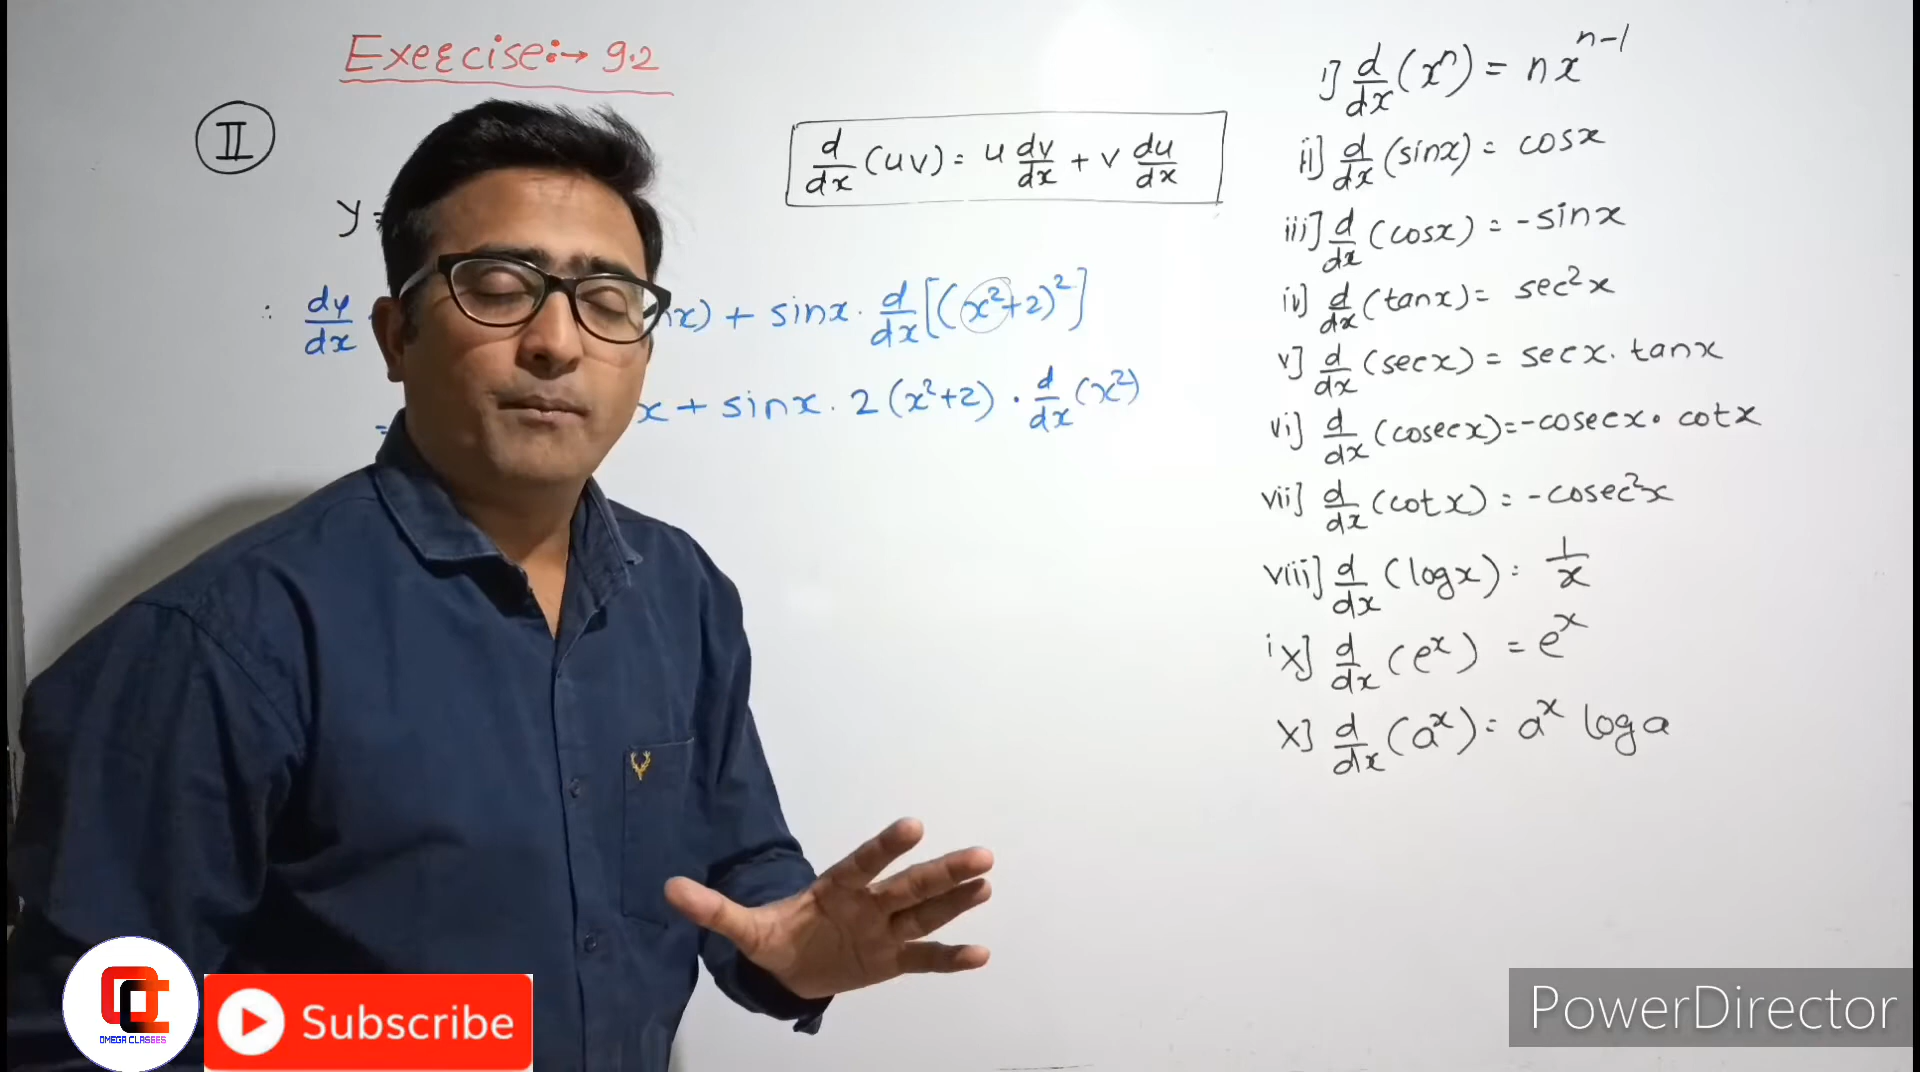 Exercise:→ 9.2
II
d/dx (uv) = u dv/dx + v du/dx
y=
∴ dy/dx x) + sinx. d/dx [(x²+2)²]
= x + sinx. 2(x²+2) . d/dx (x²)
i] d/dx (xⁿ) = nxⁿ⁻¹
ii] d/dx (sinx) = cosx
iii] d/dx (cosx) = -sinx
iv] d/dx (tanx) = sec²x
v] d/dx (secx) = secx. tanx
vi] d/dx (cosecx) = -cosecx. cotx
vii] d/dx (cotx) = -cosec²x
viii] d/dx (logx) = 1/x
ix] d/dx (eˣ) = eˣ
x] d/dx (aˣ) = aˣ log a
OMEGA CLASSES
Subscribe
PowerDirector